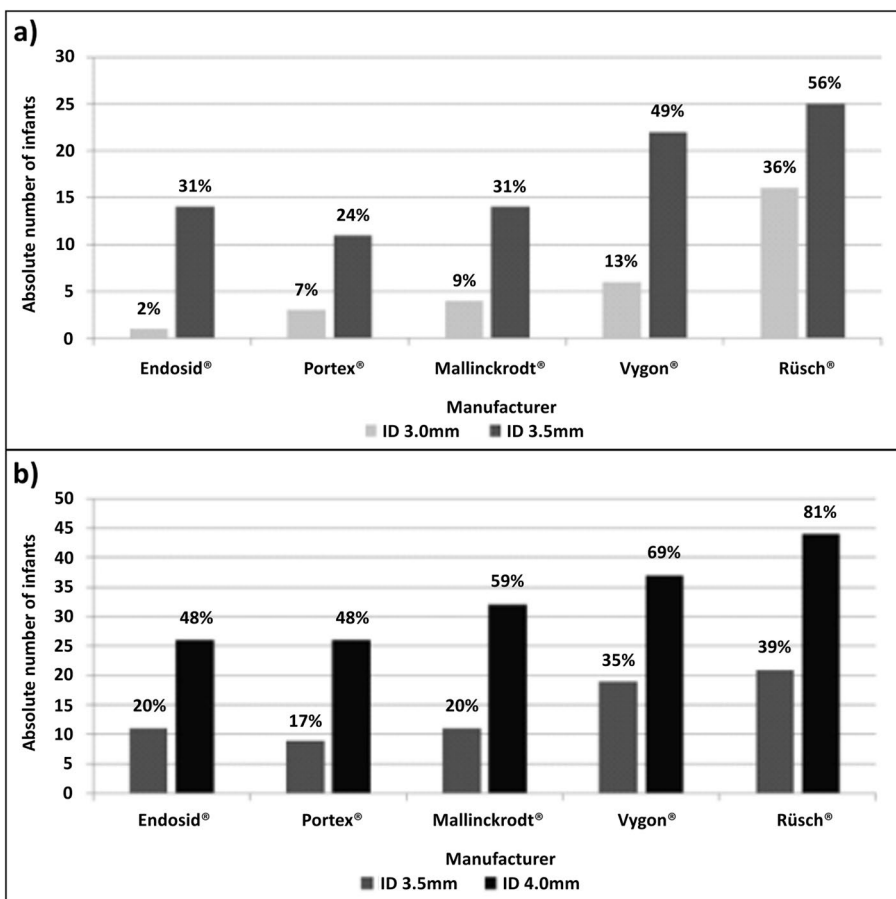 a)
Absolute number of infants
30
25
20
15
10
5
0
2%
31%
7%
24%
9%
31%
13%
49%
36%
56%
Endosid®
Portex®
Mallinckrodt®
Vygon®
Rüsch®
Manufacturer
ID 3.0mm
ID 3.5mm
b)
Absolute number of infants
50
45
40
35
30
25
20
15
10
5
0
20%
48%
17%
48%
20%
59%
35%
69%
39%
81%
Endosid®
Portex®
Mallinckrodt®
Vygon®
Rüsch®
Manufacturer
ID 3.5mm
ID 4.0mm